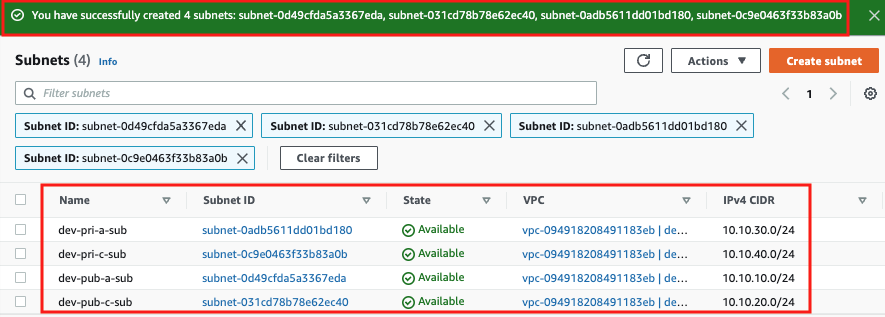 You have successfully created 4 subnets: subnet-0d49cfda5a3367eda, subnet-031cd78b78e62ec40, subnet-0adb5611dd01bd180, subnet-0c9e0463f33b83a0b
Subnets (4) Info
Actions
Create subnet
Filter subnets
1
Subnet ID: subnet-0d49cfda5a3367eda
Subnet ID: subnet-031cd78b78e62ec40
Subnet ID: subnet-0adb5611dd01bd180
Subnet ID: subnet-0c9e0463f33b83a0b
Clear filters
Name Subnet ID State VPC IPv4 CIDR
dev-pri-a-sub subnet-0adb5611dd01bd180 Available vpc-094918208491183eb | de... 10.10.30.0/24
dev-pri-c-sub subnet-0c9e0463f33b83a0b Available vpc-094918208491183eb | de... 10.10.40.0/24
dev-pub-a-sub subnet-0d49cfda5a3367eda Available vpc-094918208491183eb | de... 10.10.10.0/24
dev-pub-c-sub subnet-031cd78b78e62ec40 Available vpc-094918208491183eb | de... 10.10.20.0/24